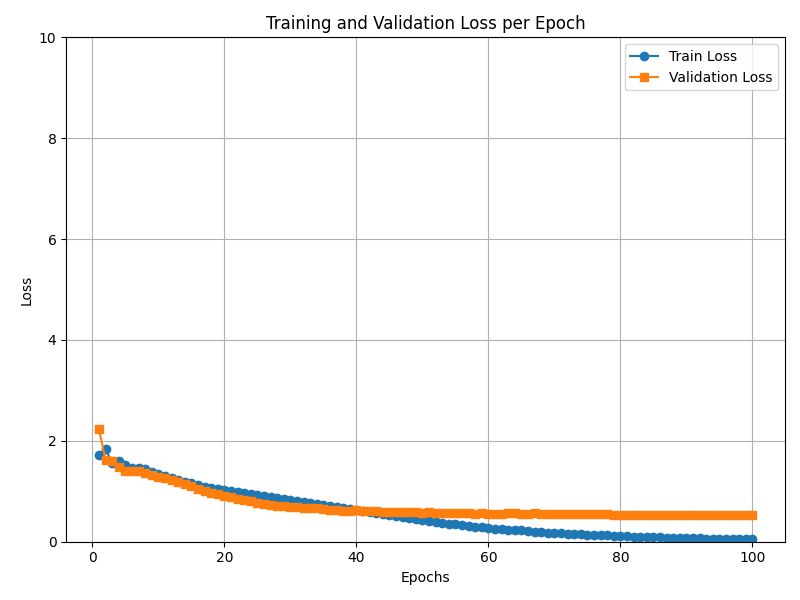 Training and Validation Loss per Epoch
Train Loss
Validation Loss
Loss
10
8
6
4
2
0
0 20 40 60 80 100
Epochs